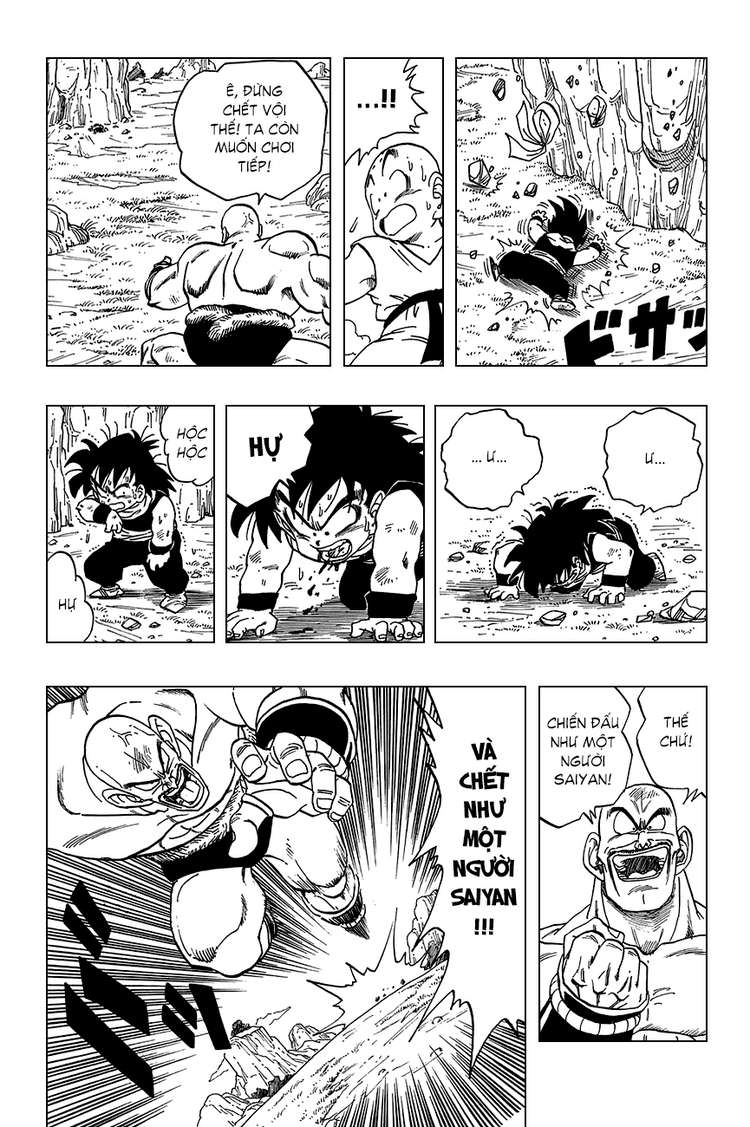 ドサッ
...!!
Ê, ĐỪNG
CHẾT VỘI
THẾ! TA CÒN
MUỐN CHƠI
TIẾP!
Ư...
... Ư...
HỰ
HỘC
HỘC
HỰ
THẾ
CHỨ!
CHIẾN ĐẤU
NHƯ MỘT
NGƯỜI
SAIYAN!
VÀ
CHẾT
NHƯ
MỘT
NGƯỜI
SAIYAN
!!!